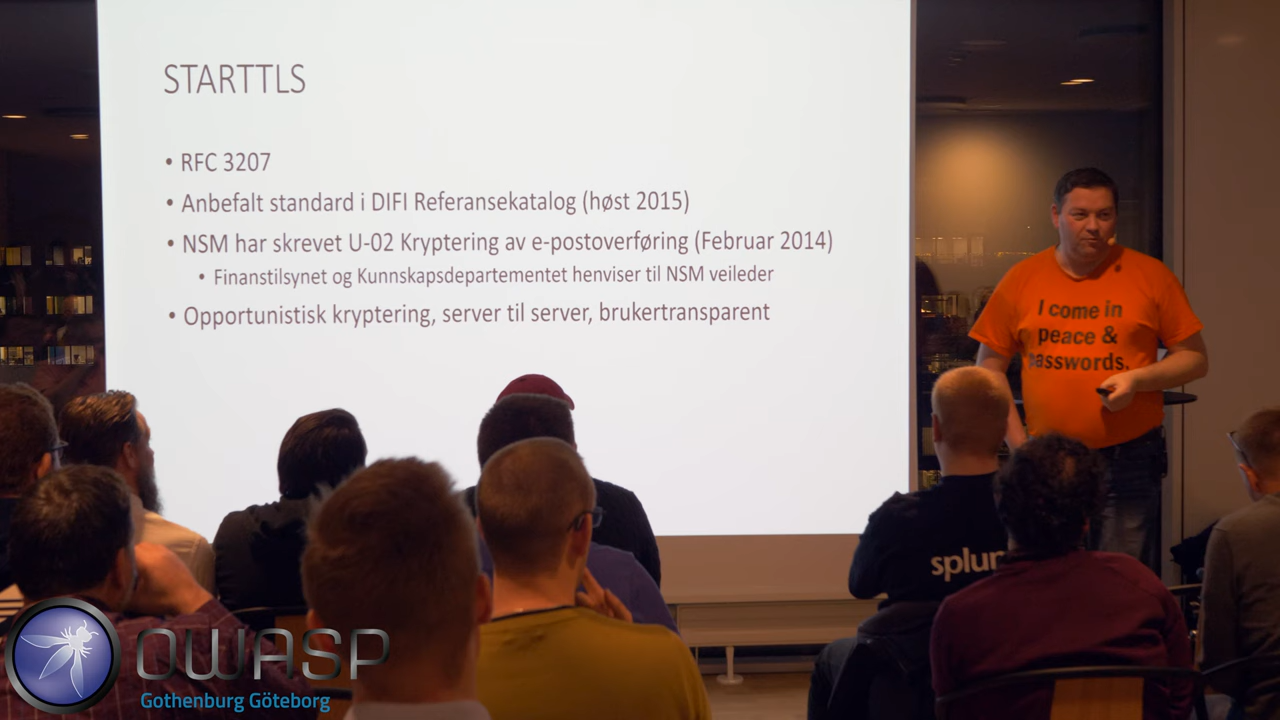 STARTTLS
• RFC 3207
• Anbefalt standard i DIFI Referansekatalog (høst 2015)
• NSM har skrevet U-02 Kryptering av e-postoverføring (Februar 2014)
• Finanstilsynet og Kunnskapsdepartementet henviser til NSM veileder
• Opportunistisk kryptering, server til server, brukertransparent
I come in
peace &
passwords.
splun
OWASP
Gothenburg Göteborg